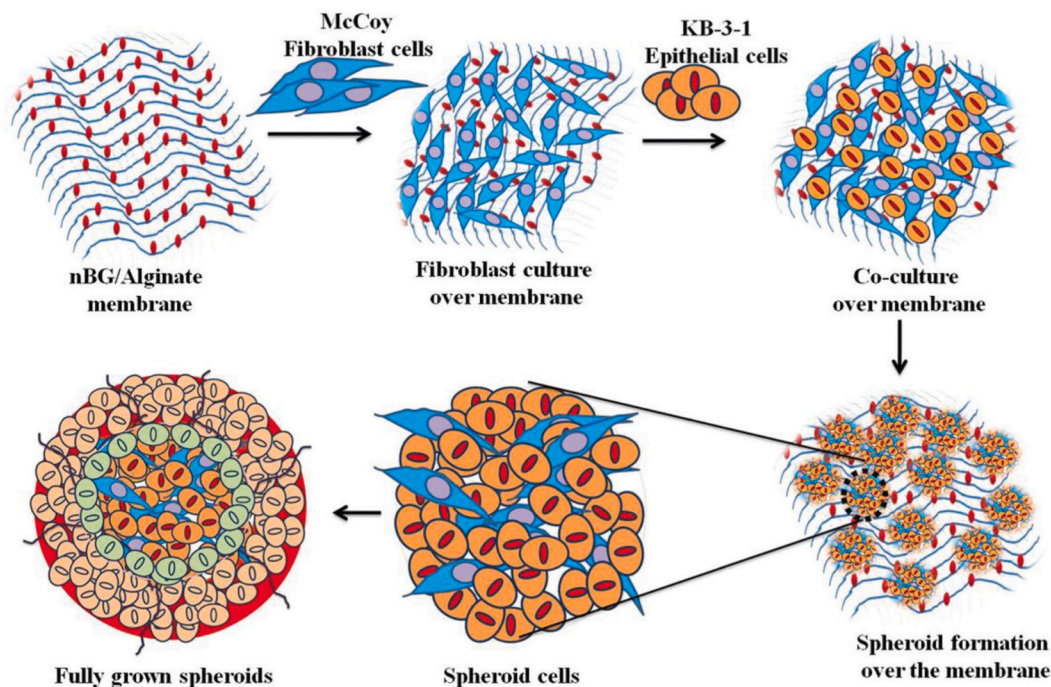 McCoy
Fibroblast cells
KB-3-1
Epithelial cells
nBG/Alginate
membrane
Fibroblast culture
over membrane
Co-culture
over membrane
Fully grown spheroids
Spheroid cells
Spheroid formation
over the membrane